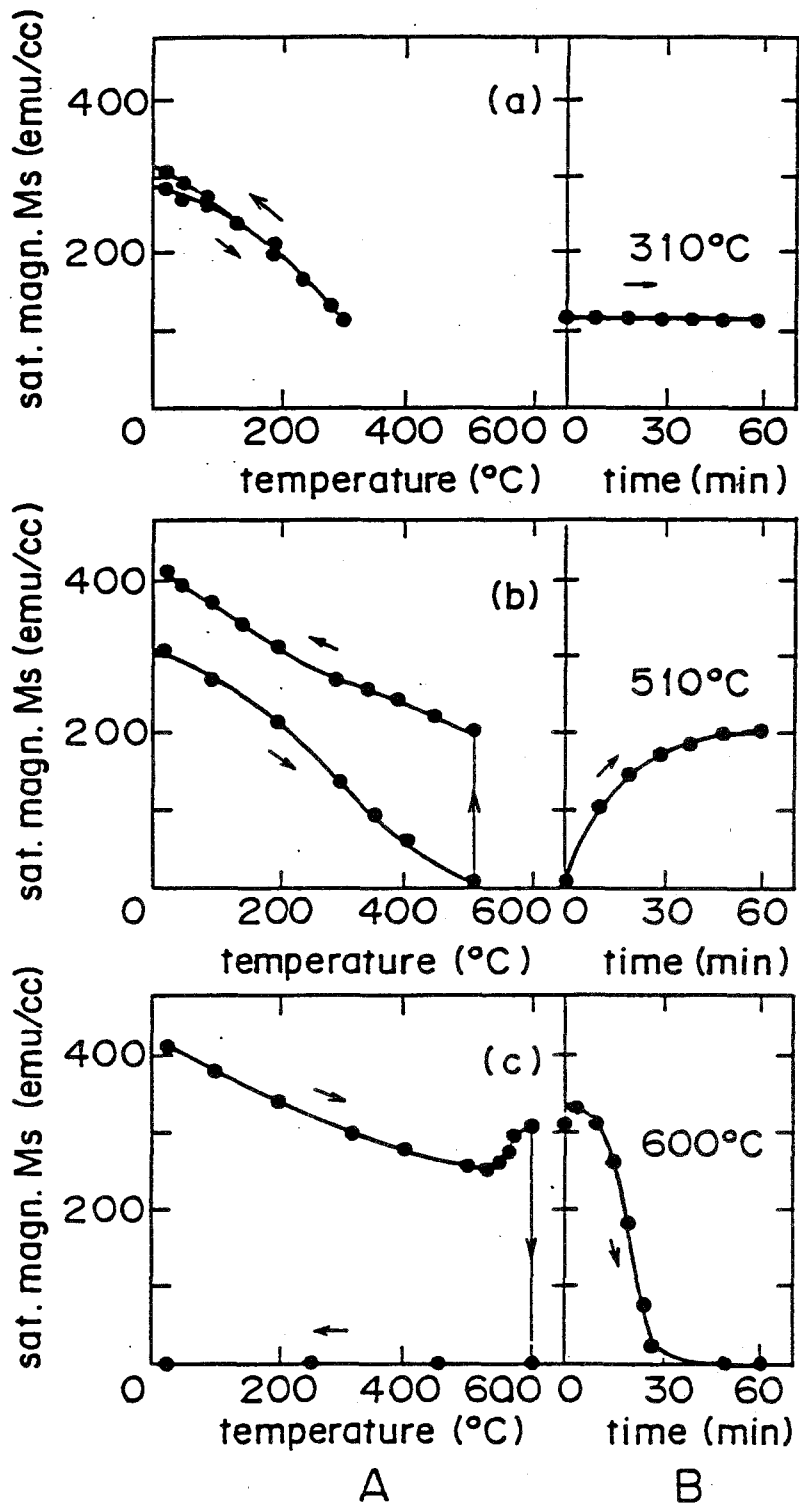 sat. magn. Ms (emu/cc)
400
200
(a)
310°C
0 200 400 600 0 30 60
temperature (°C) time (min)
sat. magn. Ms (emu/cc)
400
200
(b)
510°C
0 200 400 600 0 30 60
temperature (°C) time (min)
sat. magn. Ms (emu/cc)
400
200
(c)
600°C
0 200 400 600 0 30 60
temperature (°C) time (min)
A B